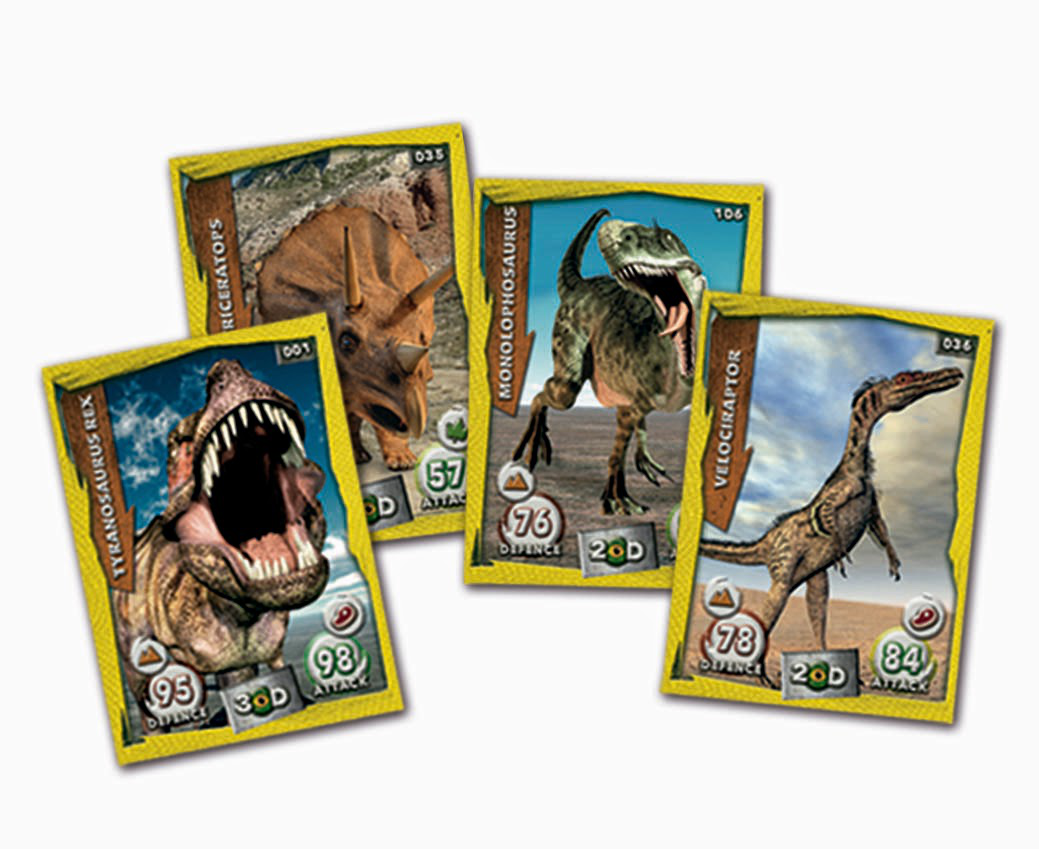 035
RICERATOPS
57
ATTAC
D
106
MONOLOPHOSAURUS
76
DEFENCE
2D
001
TYRANOSAURUS REX
95
DEFENCE
3D
98
ATTACK
036
VELOCIRAPTOR
78
DEFENCE
2D
84
ATTACK